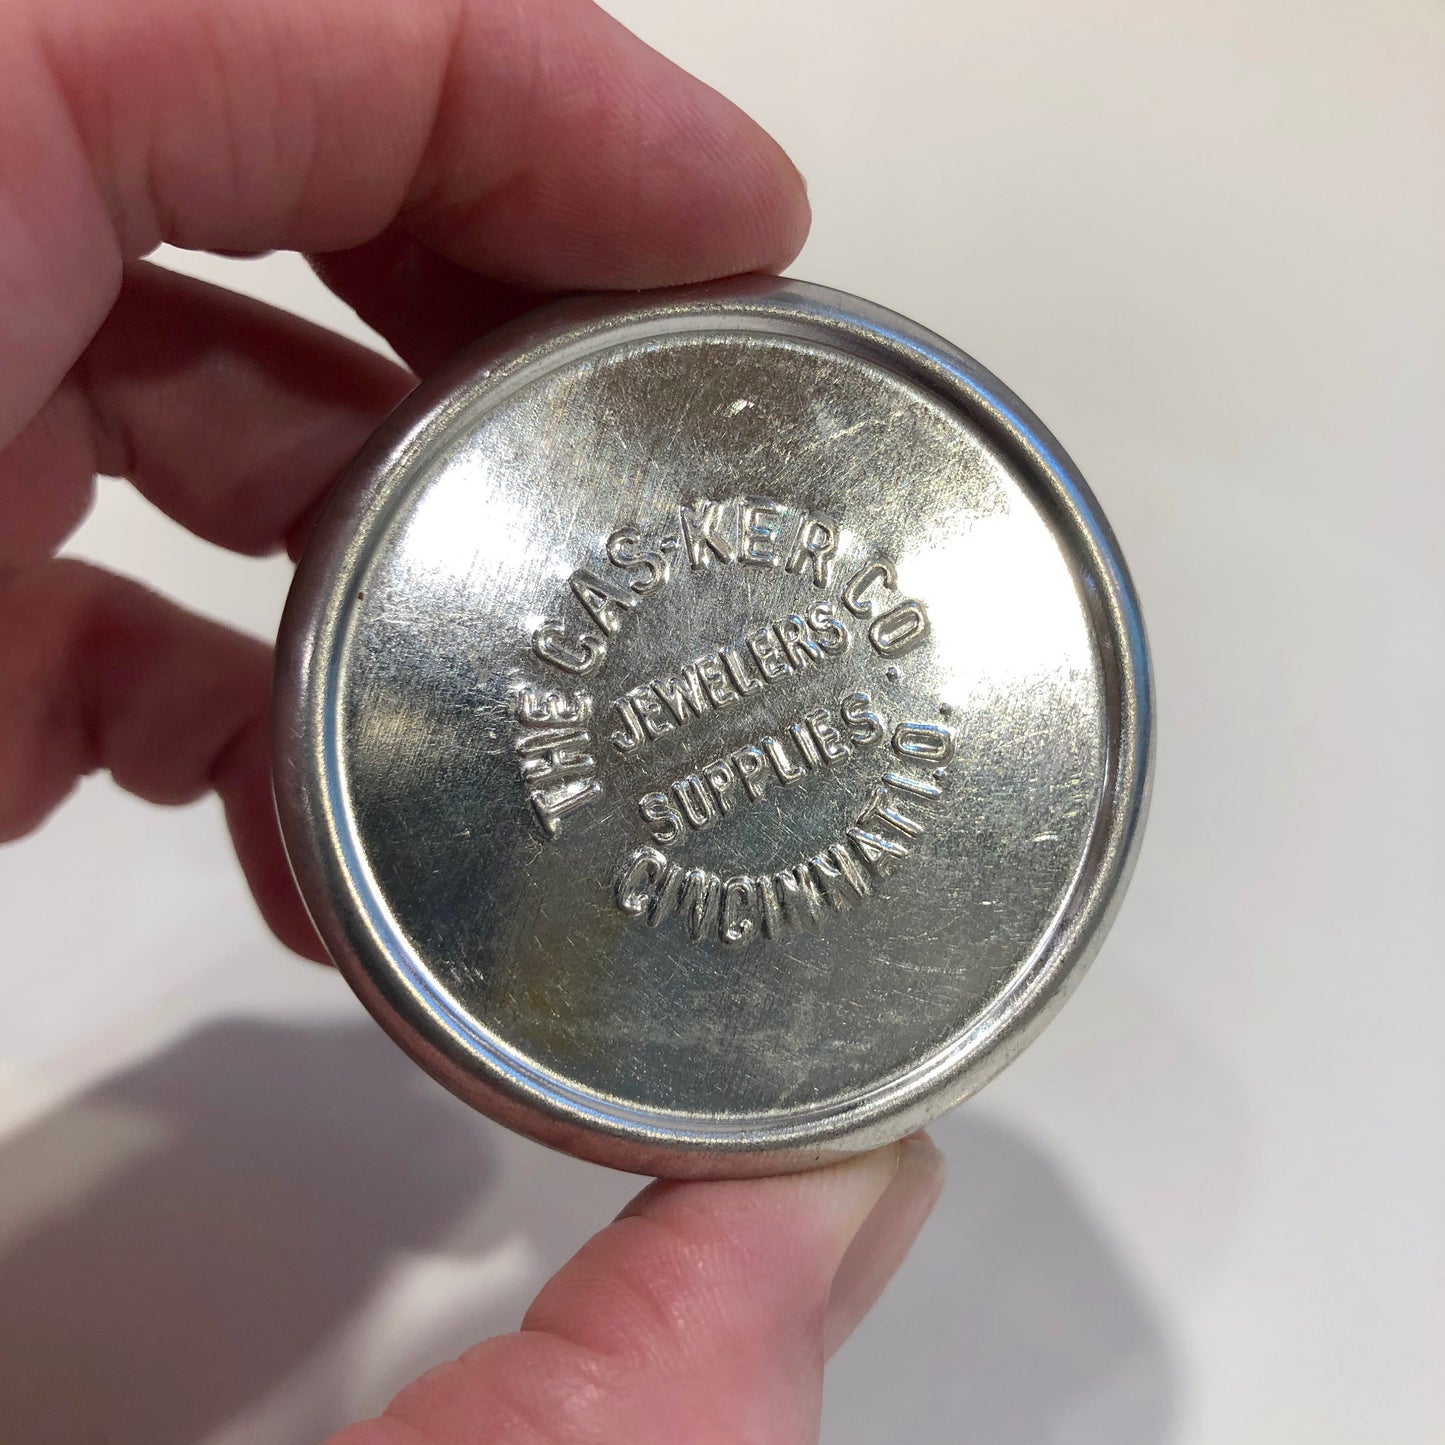 THE CAS-KER CO.
JEWELERS
SUPPLIES
CINCINNATI.O.